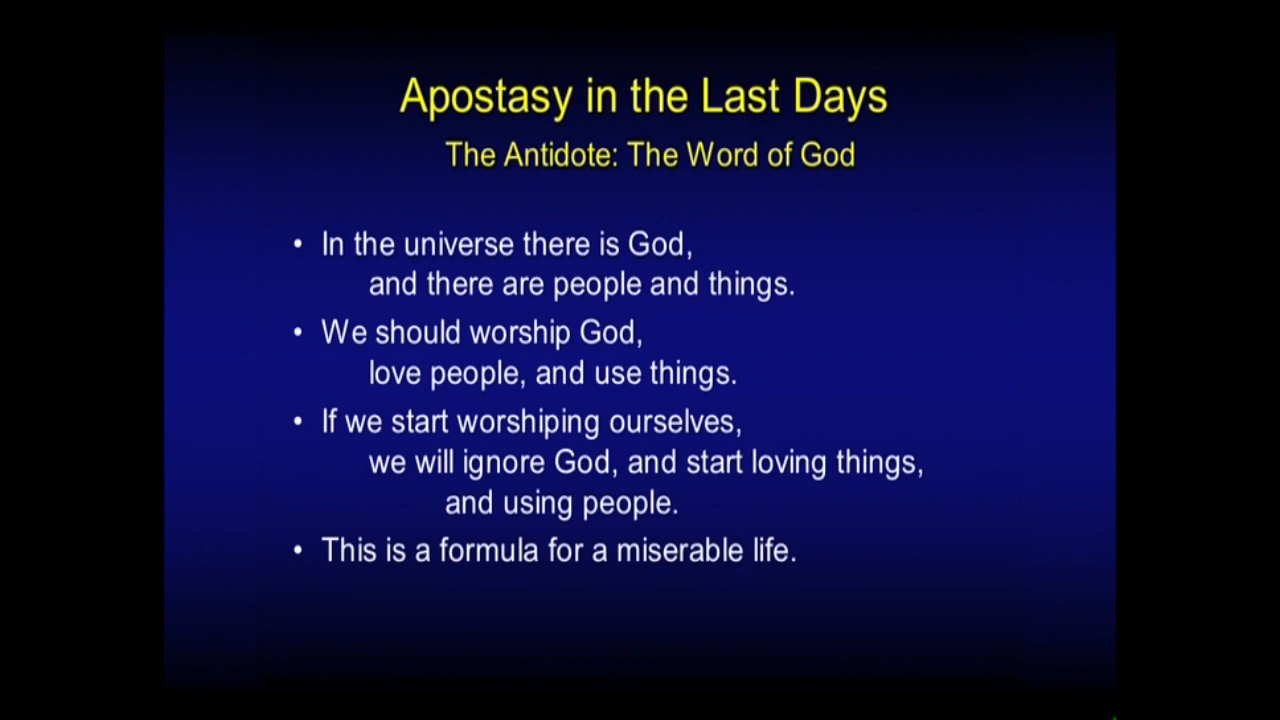 Apostasy in the Last Days
The Antidote: The Word of God
• In the universe there is God,
and there are people and things.
• We should worship God,
love people, and use things.
• If we start worshiping ourselves,
we will ignore God, and start loving things,
and using people.
• This is a formula for a miserable life.